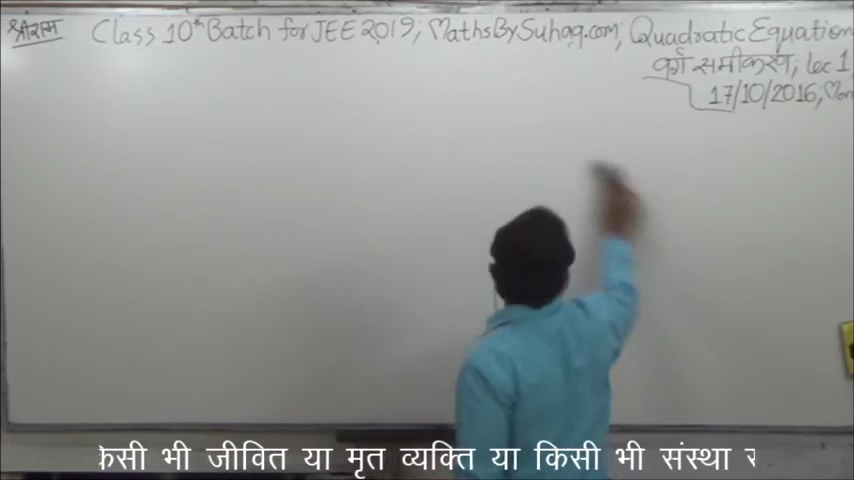 श्रीराम Class 10th Batch for JEE 2019; MathsBySuhag.com; Quadratic Equation
वर्ग समीकरण, Lec 1
17/10/2016, Mon
किसी भी जीवित या मृत व्यक्ति या किसी भी संस्था